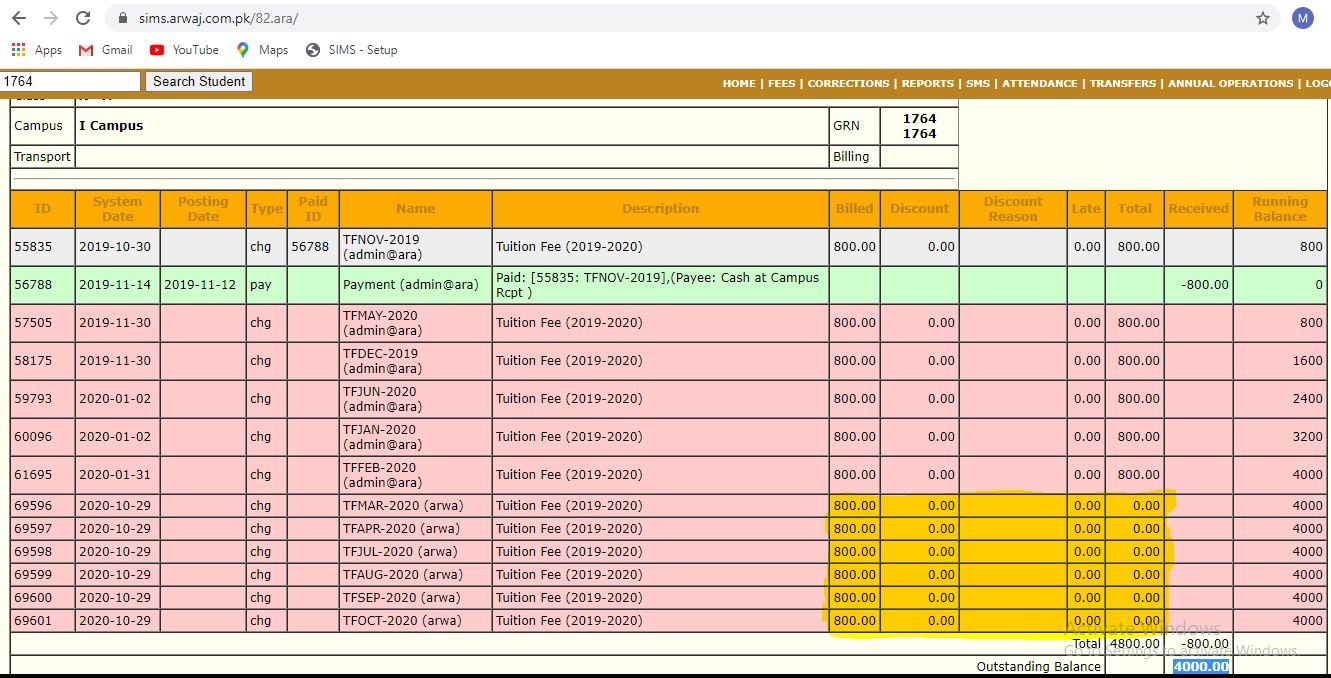 sims.arwaj.com.pk/82.ara/
M
Apps Gmail YouTube Maps SIMS - Setup
1764 Search Student HOME | FEES | CORRECTIONS | REPORTS | SMS | ATTENDANCE | TRANSFERS | ANNUAL OPERATIONS | LOG
Campus I Campus GRN 1764
1764
Transport Billing
ID System Date Posting Date Type Paid ID Name Description Billed Discount Discount Reason Late Total Received Running Balance
55835 2019-10-30 chg 56788 TFNOV-2019 (admin@ara) Tuition Fee (2019-2020) 800.00 0.00 0.00 800.00 800
56788 2019-11-14 2019-11-12 pay Payment (admin@ara) Paid: [55835: TFNOV-2019],(Payee: Cash at Campus Rcpt ) -800.00 0
57505 2019-11-30 chg TFMAY-2020 (admin@ara) Tuition Fee (2019-2020) 800.00 0.00 0.00 800.00 800
58175 2019-11-30 chg TFDEC-2019 (admin@ara) Tuition Fee (2019-2020) 800.00 0.00 0.00 800.00 1600
59793 2020-01-02 chg TFJUN-2020 (admin@ara) Tuition Fee (2019-2020) 800.00 0.00 0.00 800.00 2400
60096 2020-01-02 chg TFJAN-2020 (admin@ara) Tuition Fee (2019-2020) 800.00 0.00 0.00 800.00 3200
61695 2020-01-31 chg TFFEB-2020 (admin@ara) Tuition Fee (2019-2020) 800.00 0.00 0.00 800.00 4000
69596 2020-10-29 chg TFMAR-2020 (arwa) Tuition Fee (2019-2020) 800.00 0.00 0.00 0.00 4000
69597 2020-10-29 chg TFAPR-2020 (arwa) Tuition Fee (2019-2020) 800.00 0.00 0.00 0.00 4000
69598 2020-10-29 chg TFJUL-2020 (arwa) Tuition Fee (2019-2020) 800.00 0.00 0.00 0.00 4000
69599 2020-10-29 chg TFAUG-2020 (arwa) Tuition Fee (2019-2020) 800.00 0.00 0.00 0.00 4000
69600 2020-10-29 chg TFSEP-2020 (arwa) Tuition Fee (2019-2020) 800.00 0.00 0.00 0.00 4000
69601 2020-10-29 chg TFOCT-2020 (arwa) Tuition Fee (2019-2020) 800.00 0.00 0.00 0.00 4000
Activate Windows
Total 4800.00 -800.00
Go to Settings to activate Windows.
Outstanding Balance 4000.00